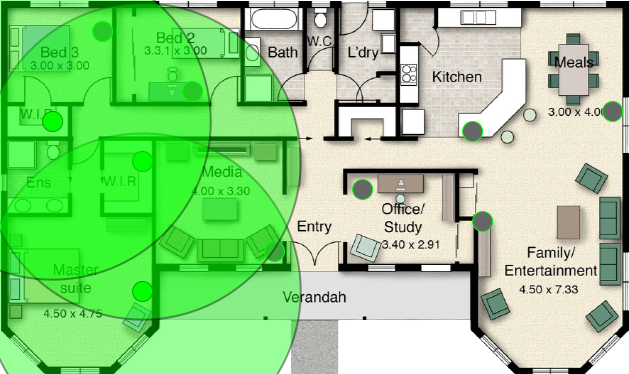 Bed 3
3.00 x 3.00
Bed 2
3.3.1 x 3.00
Bath
W.C
L'dry
Kitchen
Meals
3.00 x 4.00
W.I.R
Ens
W.I.R
Media
4.00 x 3.30
Entry
Office/
Study
3.40 x 2.91
Family/
Entertainment
4.50 x 7.33
Master
suite
4.50 x 4.75
Verandah